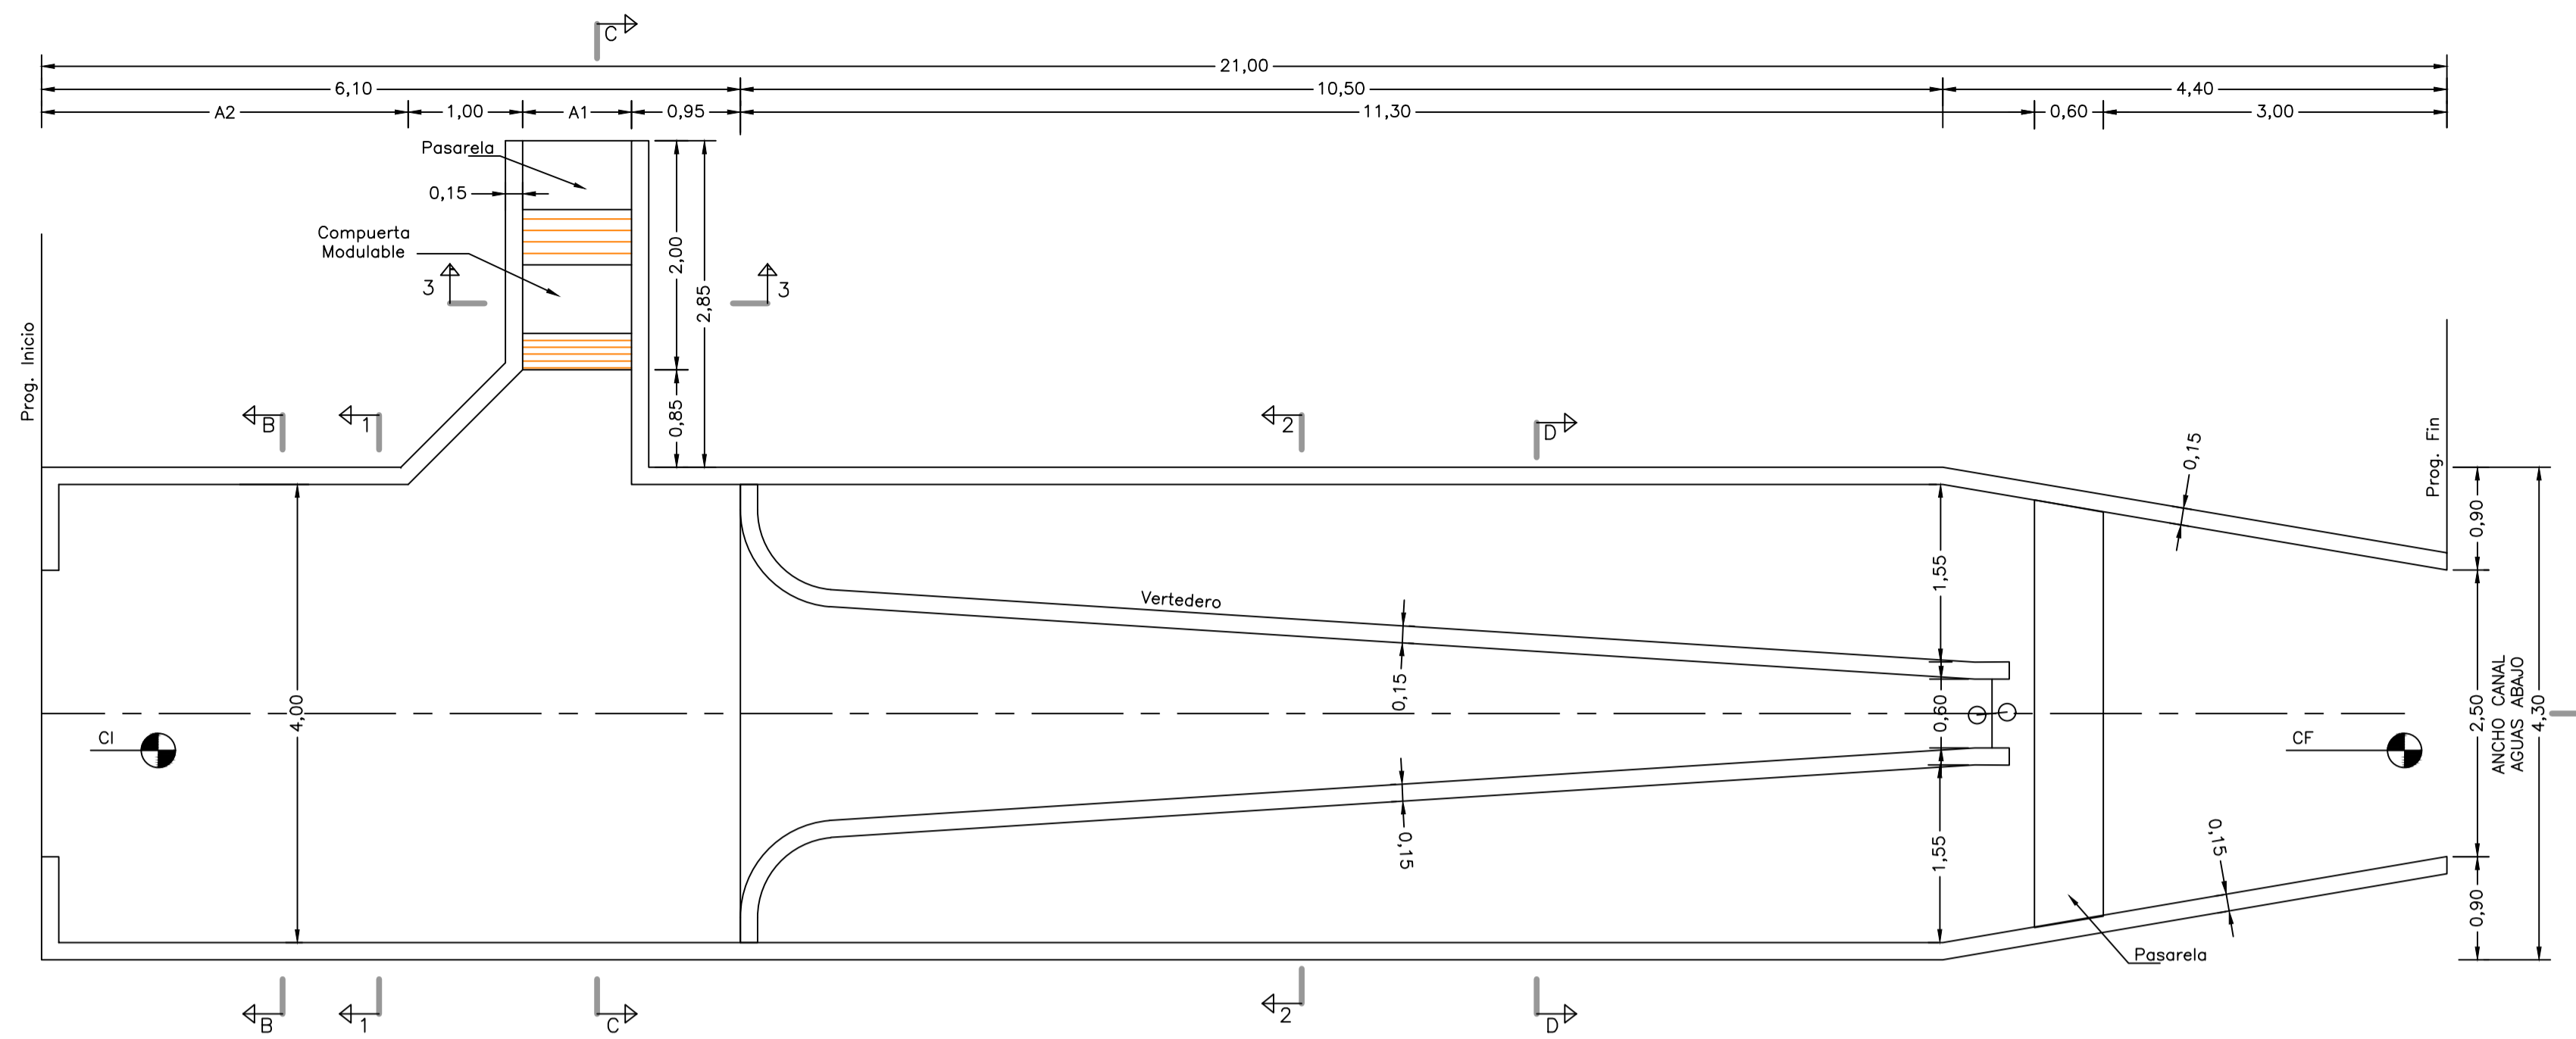 C
21,00
6,10
10,50
4,40
A2
1,00
A1
0,95
11,30
0,60
3,00
Pasarela
0,15
Compuerta
Modulable
2,00
2,85
3
3
Prog. Inicio
0,85
B
1
2
D
Prog. Fin
0,15
0,90
1,55
Vertedero
0,15
4,00
0,60
2,50
ANCHO CANAL
AGUAS ABAJO
4,30
CI
CF
0,15
1,55
0,15
0,90
Pasarela
B
1
C
2
D